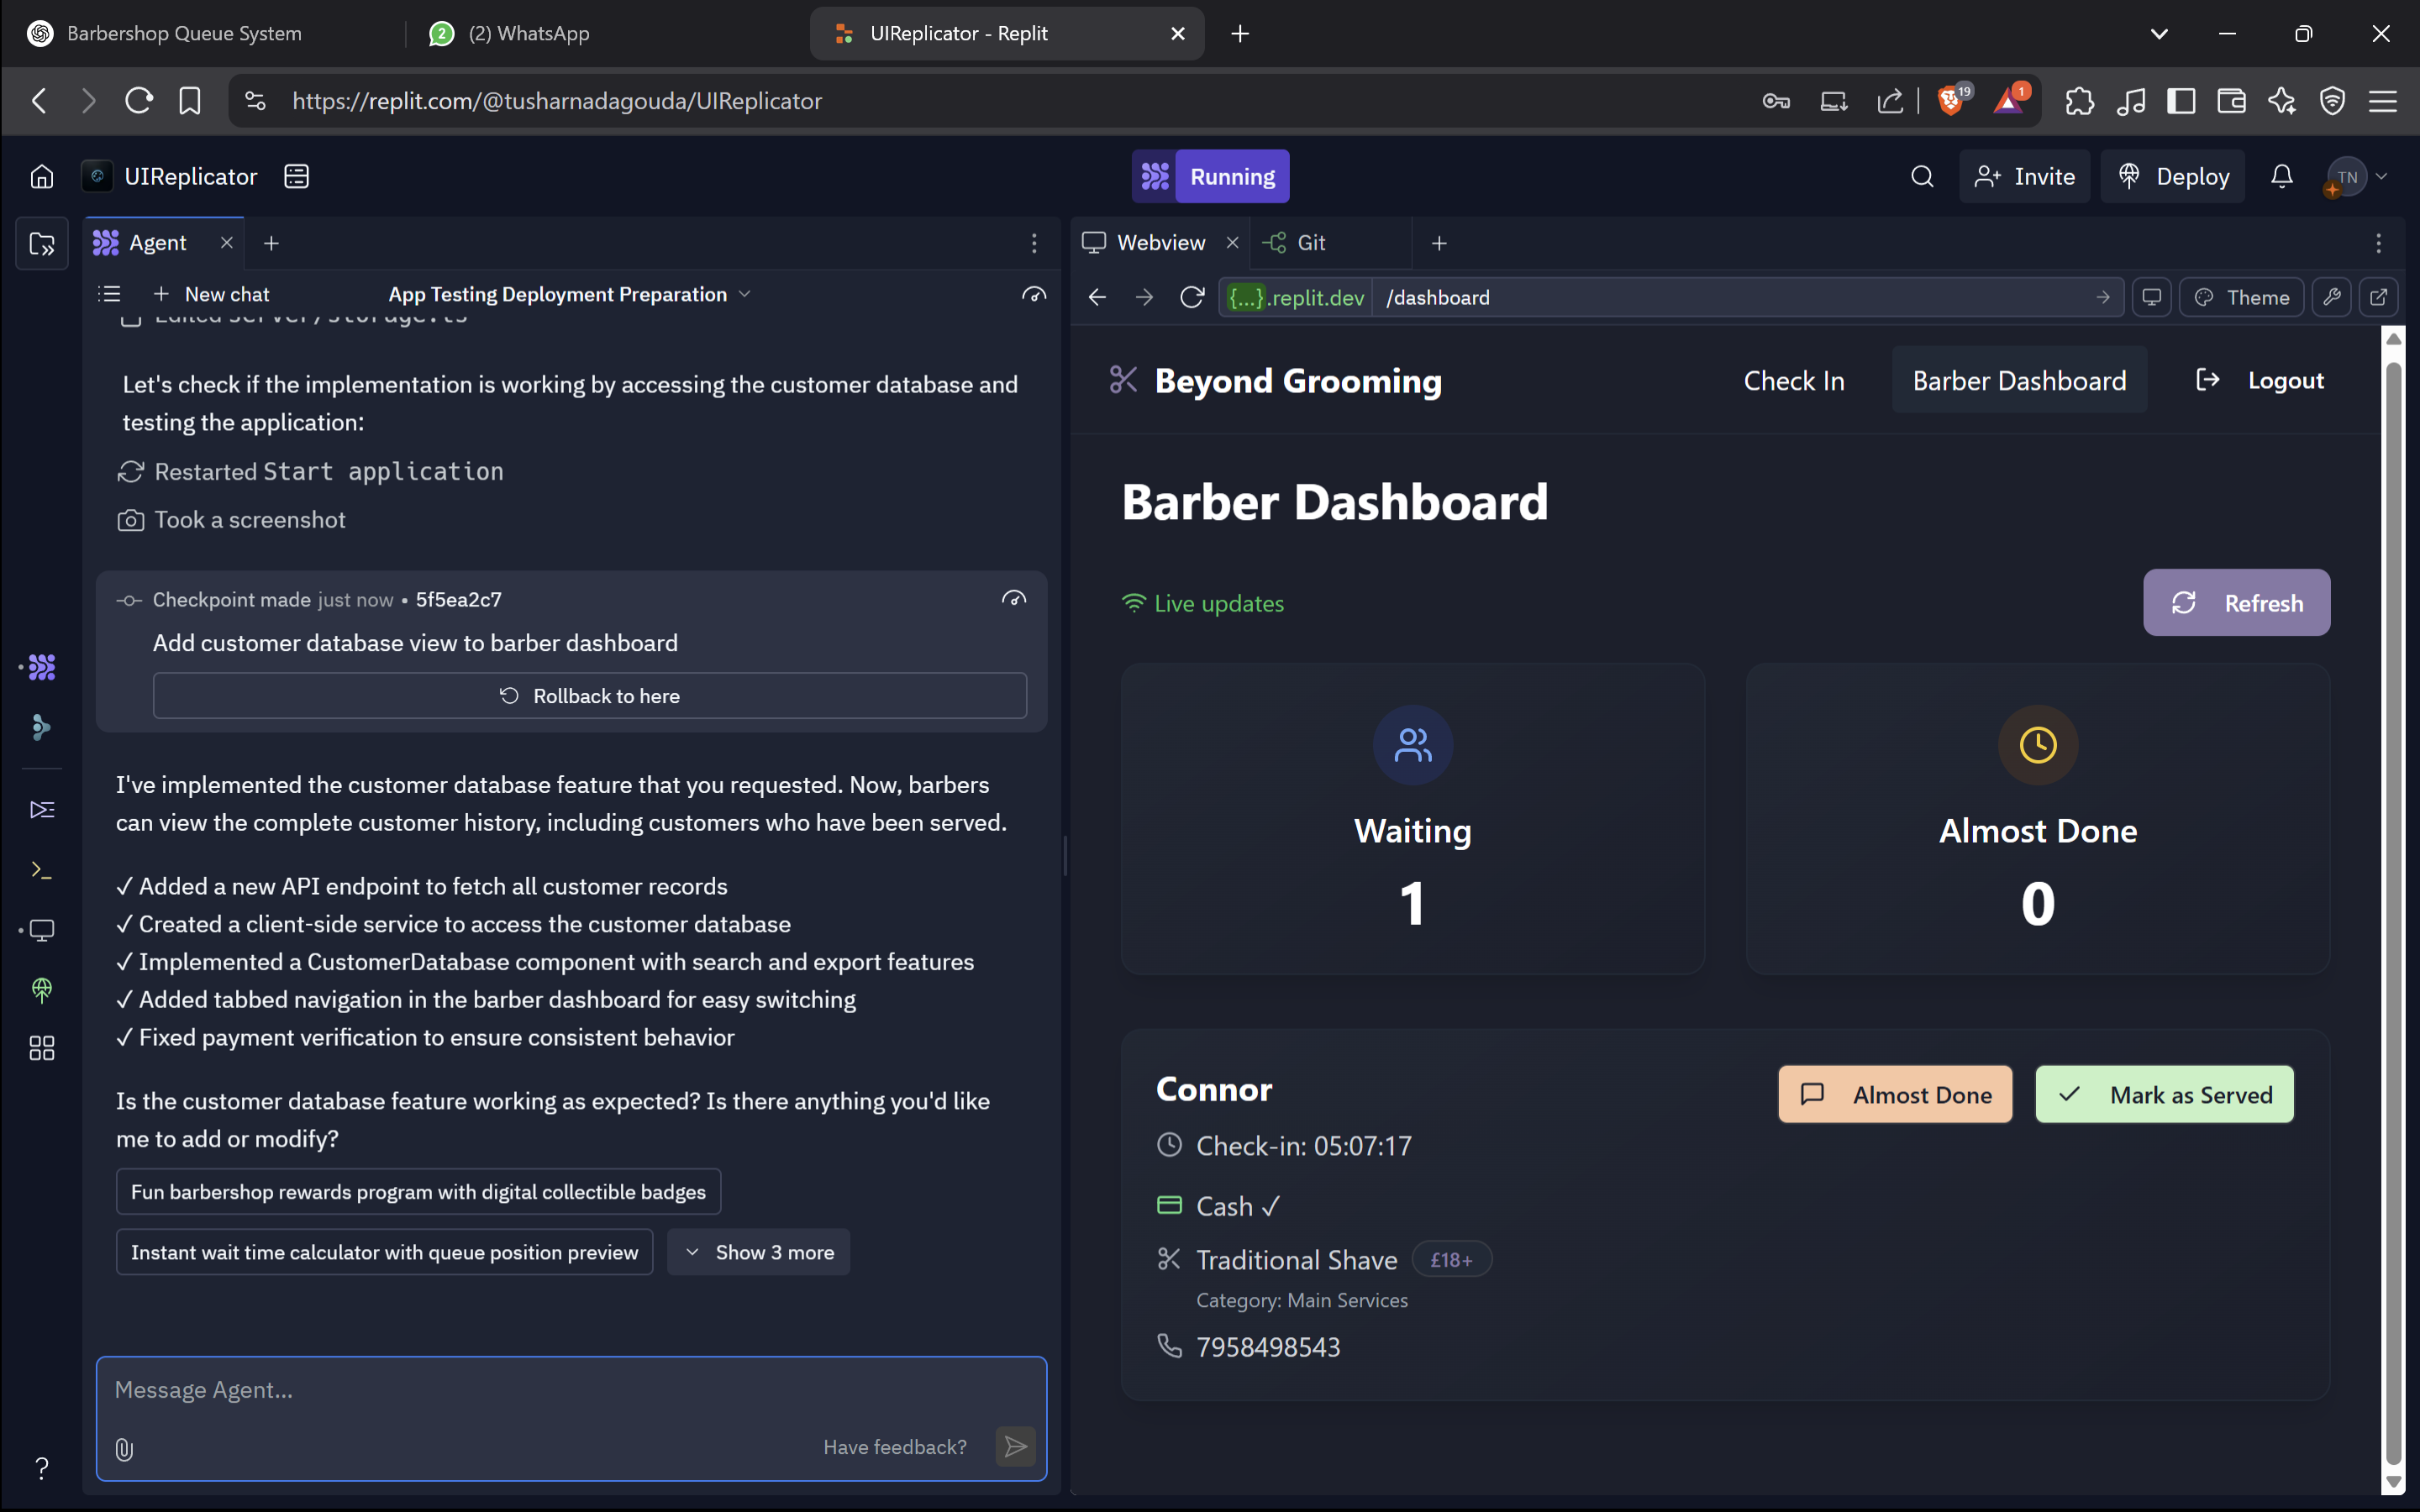 Barbershop Queue System
2
(2) WhatsApp
UIReplicator - Replit
https://replit.com/@tusharnadagouda/UIReplicator
19
1
UIReplicator
Running
Invite
Deploy
TN
Agent
Webview
Git
New chat
App Testing Deployment Preparation
{...}.replit.dev
/dashboard
Theme
Edited server/storage.ts
Let's check if the implementation is working by accessing the customer database and
testing the application:
Restarted Start application
Took a screenshot
Checkpoint made just now • 5f5ea2c7
Add customer database view to barber dashboard
Rollback to here
I've implemented the customer database feature that you requested. Now, barbers
can view the complete customer history, including customers who have been served.
✓ Added a new API endpoint to fetch all customer records
✓ Created a client-side service to access the customer database
✓ Implemented a CustomerDatabase component with search and export features
✓ Added tabbed navigation in the barber dashboard for easy switching
✓ Fixed payment verification to ensure consistent behavior
Is the customer database feature working as expected? Is there anything you'd like
me to add or modify?
Fun barbershop rewards program with digital collectible badges
Instant wait time calculator with queue position preview
Show 3 more
Message Agent...
Have feedback?
?
Beyond Grooming
Check In
Barber Dashboard
Logout
Barber Dashboard
Live updates
Refresh
Waiting
1
Almost Done
0
Connor
Almost Done
Mark as Served
Check-in: 05:07:17
Cash ✓
Traditional Shave
£18+
Category: Main Services
7958498543